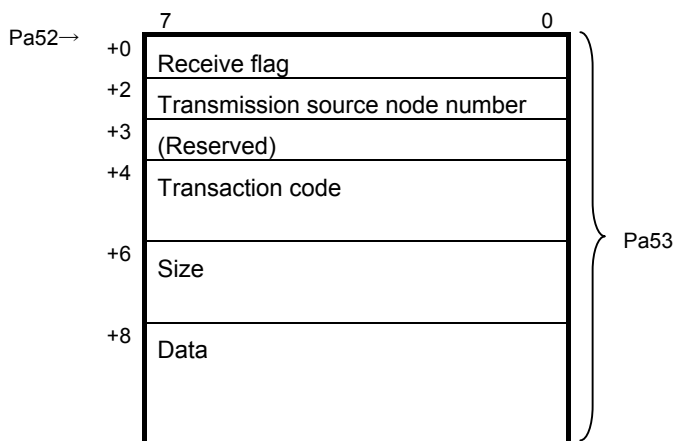 7 0
Pa52→
+0 Receive flag
+2 Transmission source node number
+3 (Reserved)
+4 Transaction code
Pa53
+6 Size
+8 Data